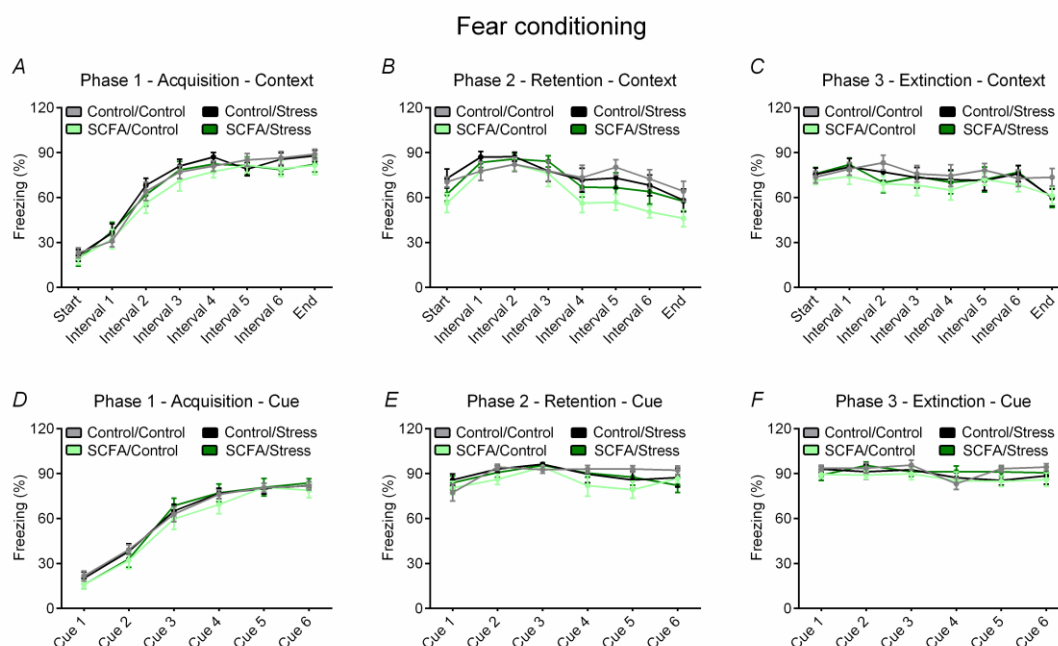 Fear conditioning
A Phase 1 - Acquisition - Context
Control/Control Control/Stress
SCFA/Control SCFA/Stress
Freezing (%)
120
90
60
30
0
Start Interval 1 Interval 2 Interval 3 Interval 4 Interval 5 Interval 6 End
B Phase 2 - Retention - Context
Control/Control Control/Stress
SCFA/Control SCFA/Stress
Freezing (%)
120
90
60
30
0
Start Interval 1 Interval 2 Interval 3 Interval 4 Interval 5 Interval 6 End
C Phase 3 - Extinction - Context
Control/Control Control/Stress
SCFA/Control SCFA/Stress
Freezing (%)
120
90
60
30
0
Start Interval 1 Interval 2 Interval 3 Interval 4 Interval 5 Interval 6 End
D Phase 1 - Acquisition - Cue
Control/Control Control/Stress
SCFA/Control SCFA/Stress
Freezing (%)
120
90
60
30
0
Cue 1 Cue 2 Cue 3 Cue 4 Cue 5 Cue 6
E Phase 2 - Retention - Cue
Control/Control Control/Stress
SCFA/Control SCFA/Stress
Freezing (%)
120
90
60
30
0
Cue 1 Cue 2 Cue 3 Cue 4 Cue 5 Cue 6
F Phase 3 - Extinction - Cue
Control/Control Control/Stress
SCFA/Control SCFA/Stress
Freezing (%)
120
90
60
30
0
Cue 1 Cue 2 Cue 3 Cue 4 Cue 5 Cue 6